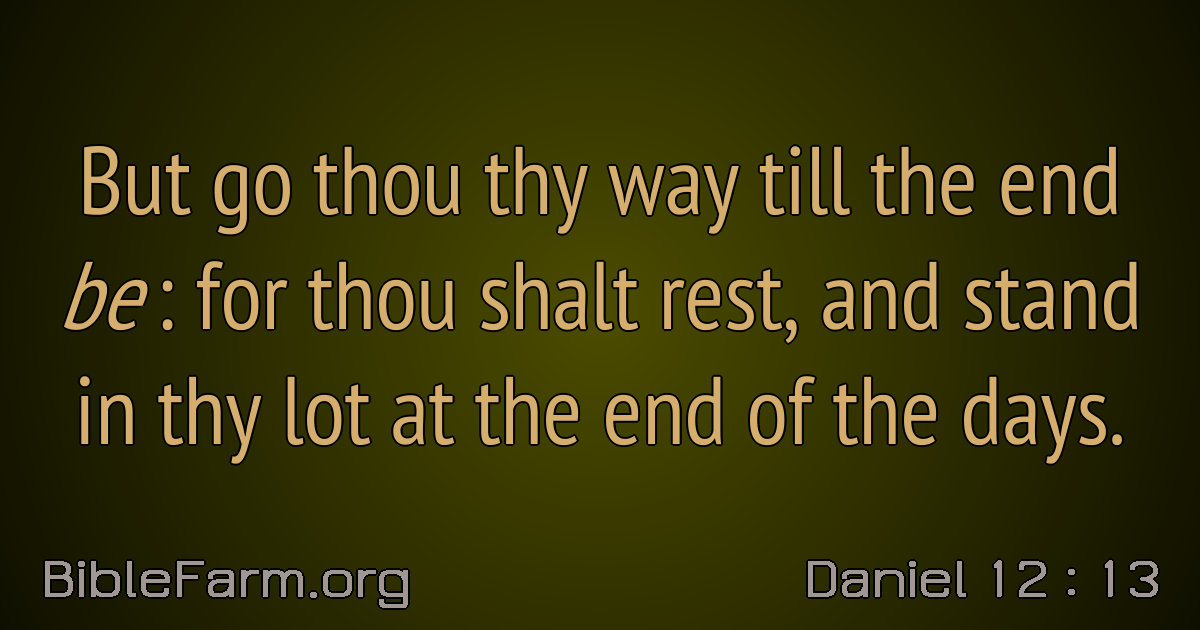 But go thou thy way till the end
be: for thou shalt rest, and stand
in thy lot at the end of the days.
BibleFarm.org
Daniel 12 : 13